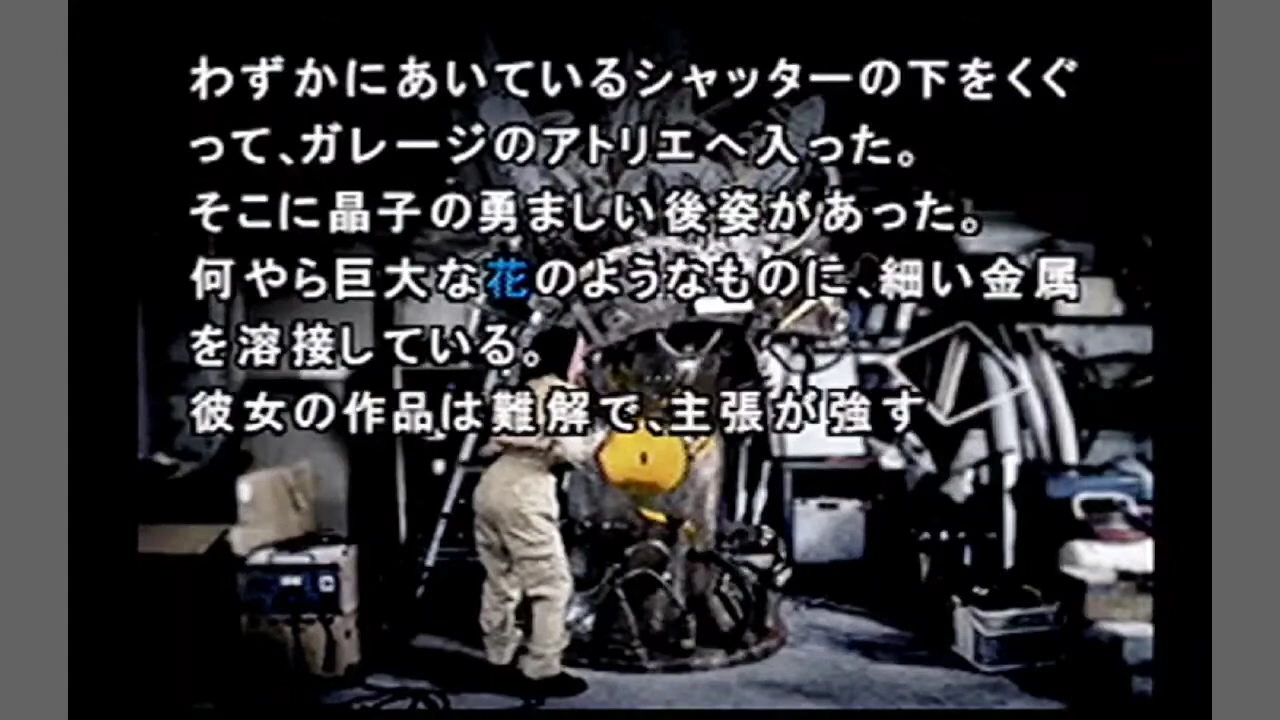 わずかにあいているシャッターの下をくぐ
って、ガレージのアトリエへ入った。
そこに晶子の勇ましい後姿があった。
何やら巨大な花のようなものに、細い金属
を溶接している。
彼女の作品は難解で、主張が強す